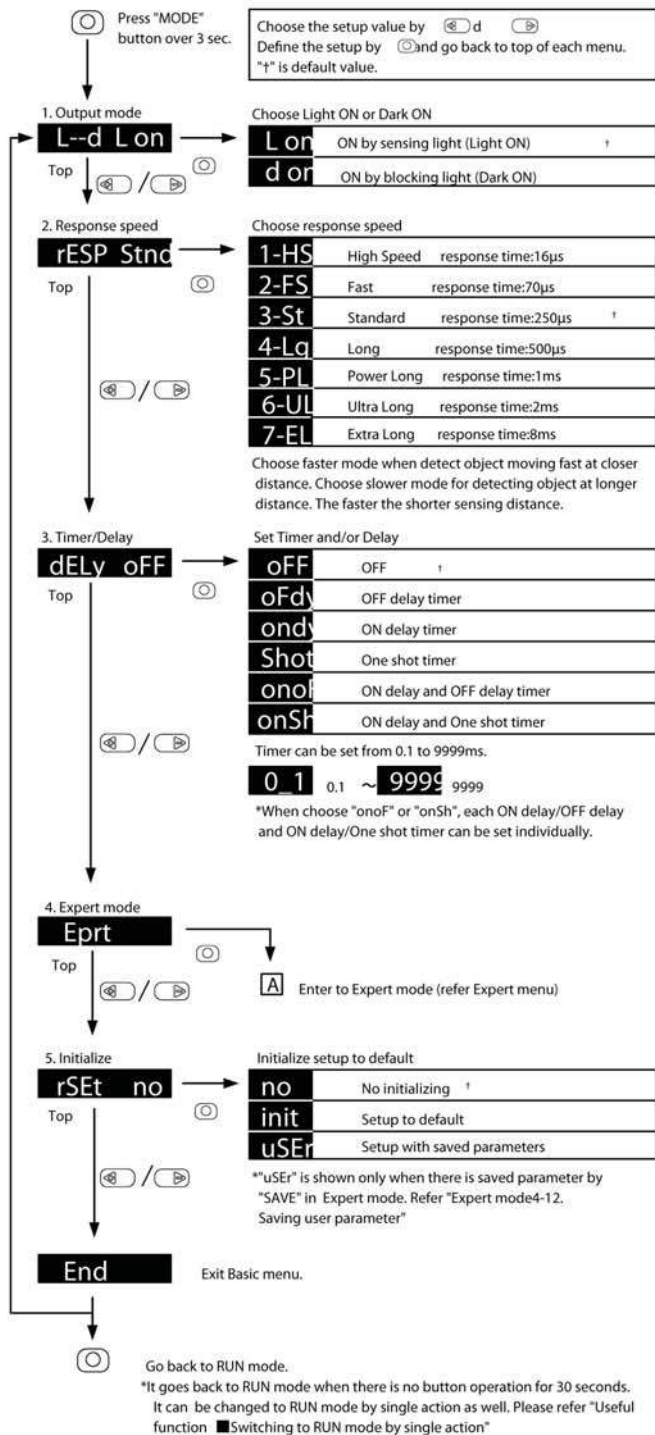 Press "MODE"
button over 3 sec.
Choose the setup value by d
Define the setup by and go back to top of each menu.
"†" is default value.
1. Output mode
L--d L on
Top
/
Choose Light ON or Dark ON
L on ON by sensing light (Light ON) †
d on ON by blocking light (Dark ON)
2. Response speed
rESP Stnd
Top
/
Choose response speed
1-HS High Speed response time:16µs
2-FS Fast response time:70µs
3-St Standard response time:250µs †
4-Lg Long response time:500µs
5-PL Power Long response time:1ms
6-UL Ultra Long response time:2ms
7-EL Extra Long response time:8ms
Choose faster mode when detect object moving fast at closer
distance. Choose slower mode for detecting object at longer
distance. The faster the shorter sensing distance.
3. Timer/Delay
dELy oFF
Top
/
Set Timer and/or Delay
oFF OFF †
oFdy OFF delay timer
ondy ON delay timer
Shot One shot timer
onoF ON delay and OFF delay timer
onSh ON delay and One shot timer
Timer can be set from 0.1 to 9999ms.
0_1 0.1 ~ 9999 9999
*When choose "onoF" or "onSh", each ON delay/OFF delay
and ON delay/One shot timer can be set individually.
4. Expert mode
Eprt
Top
/
A Enter to Expert mode (refer Expert menu)
5. Initialize
rSEt no
Top
/
Initialize setup to default
no No initializing †
init Setup to default
uSEr Setup with saved parameters
*"uSEr" is shown only when there is saved parameter by
"SAVE" in Expert mode. Refer "Expert mode4-12.
Saving user parameter"
End Exit Basic menu.
Go back to RUN mode.
*It goes back to RUN mode when there is no button operation for 30 seconds.
It can be changed to RUN mode by single action as well. Please refer "Useful
function ■Switching to RUN mode by single action"